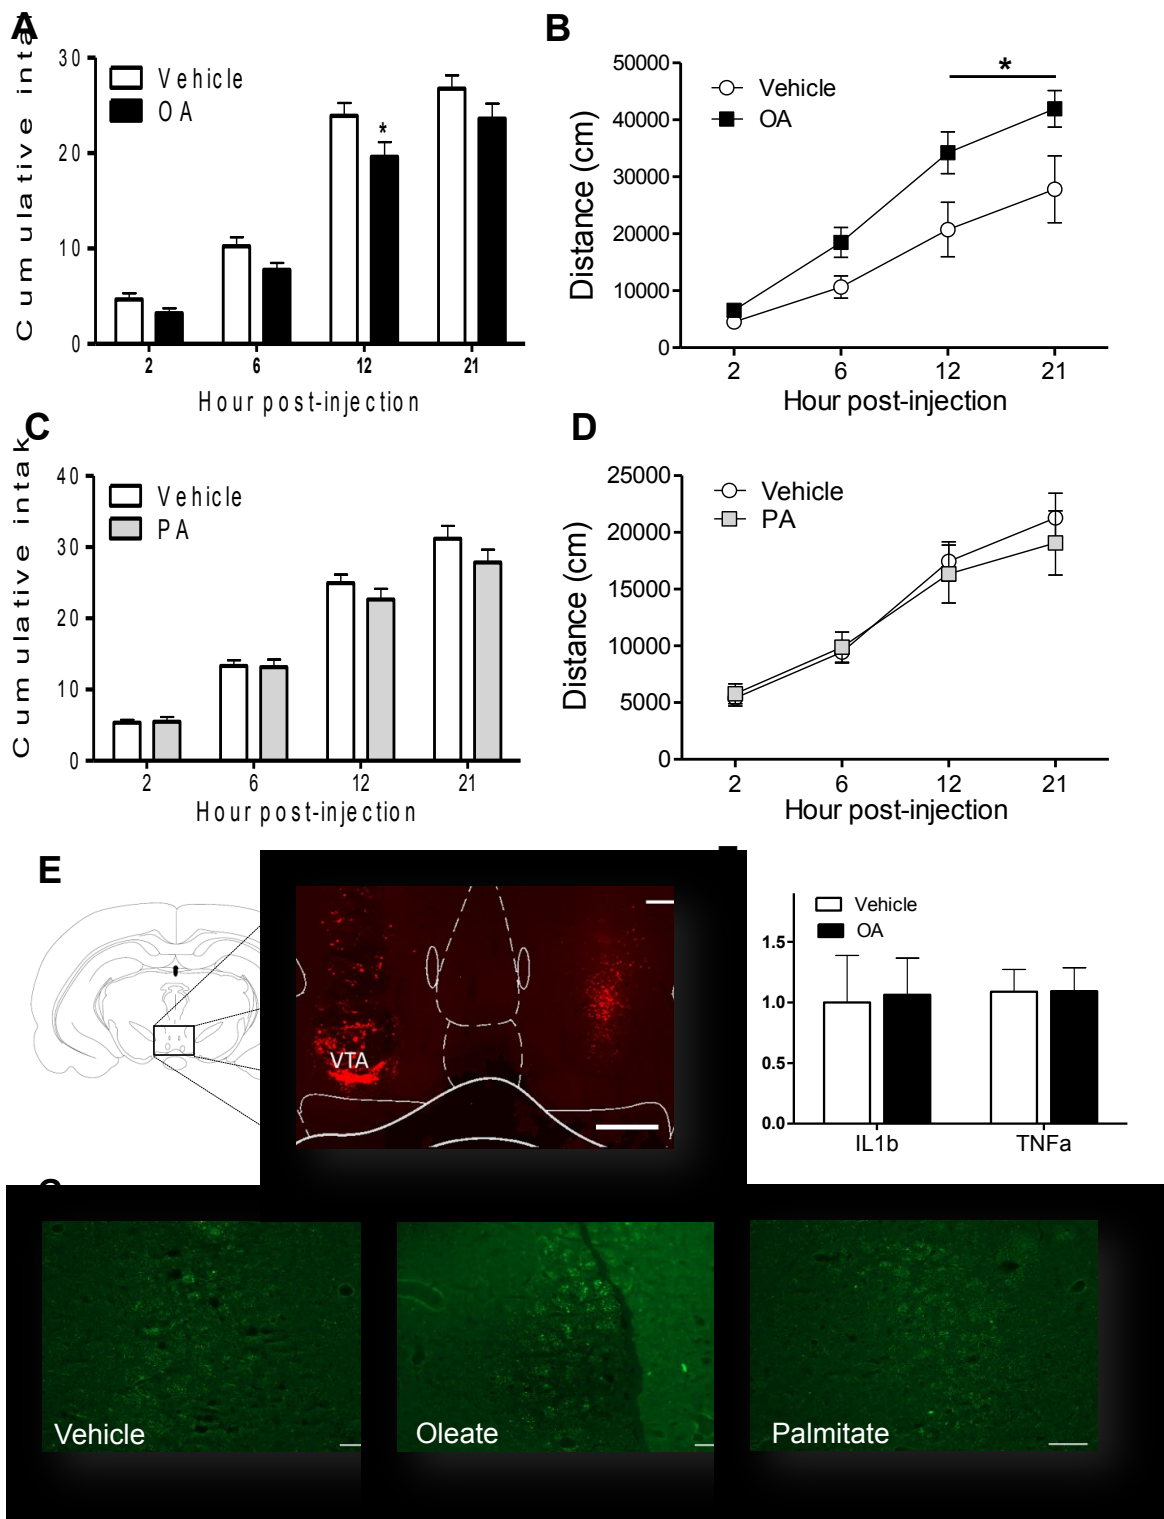 A
Cumulative inta
30
20
10
0
Vehicle
OA
*
2 6 12 21
Hour post-injection
B
Distance (cm)
50000
40000
30000
20000
10000
0
Vehicle
OA
*
2 6 12 21
Hour post-injection
C
Cumulative intak
40
30
20
10
0
Vehicle
PA
2 6 12 21
Hour post-injection
D
Distance (cm)
25000
20000
15000
10000
5000
0
Vehicle
PA
2 6 12 21
Hour post-injection
E
VTA
Vehicle
OA
1.5
1.0
0.5
0.0
IL1b TNFa
Vehicle
Oleate
Palmitate